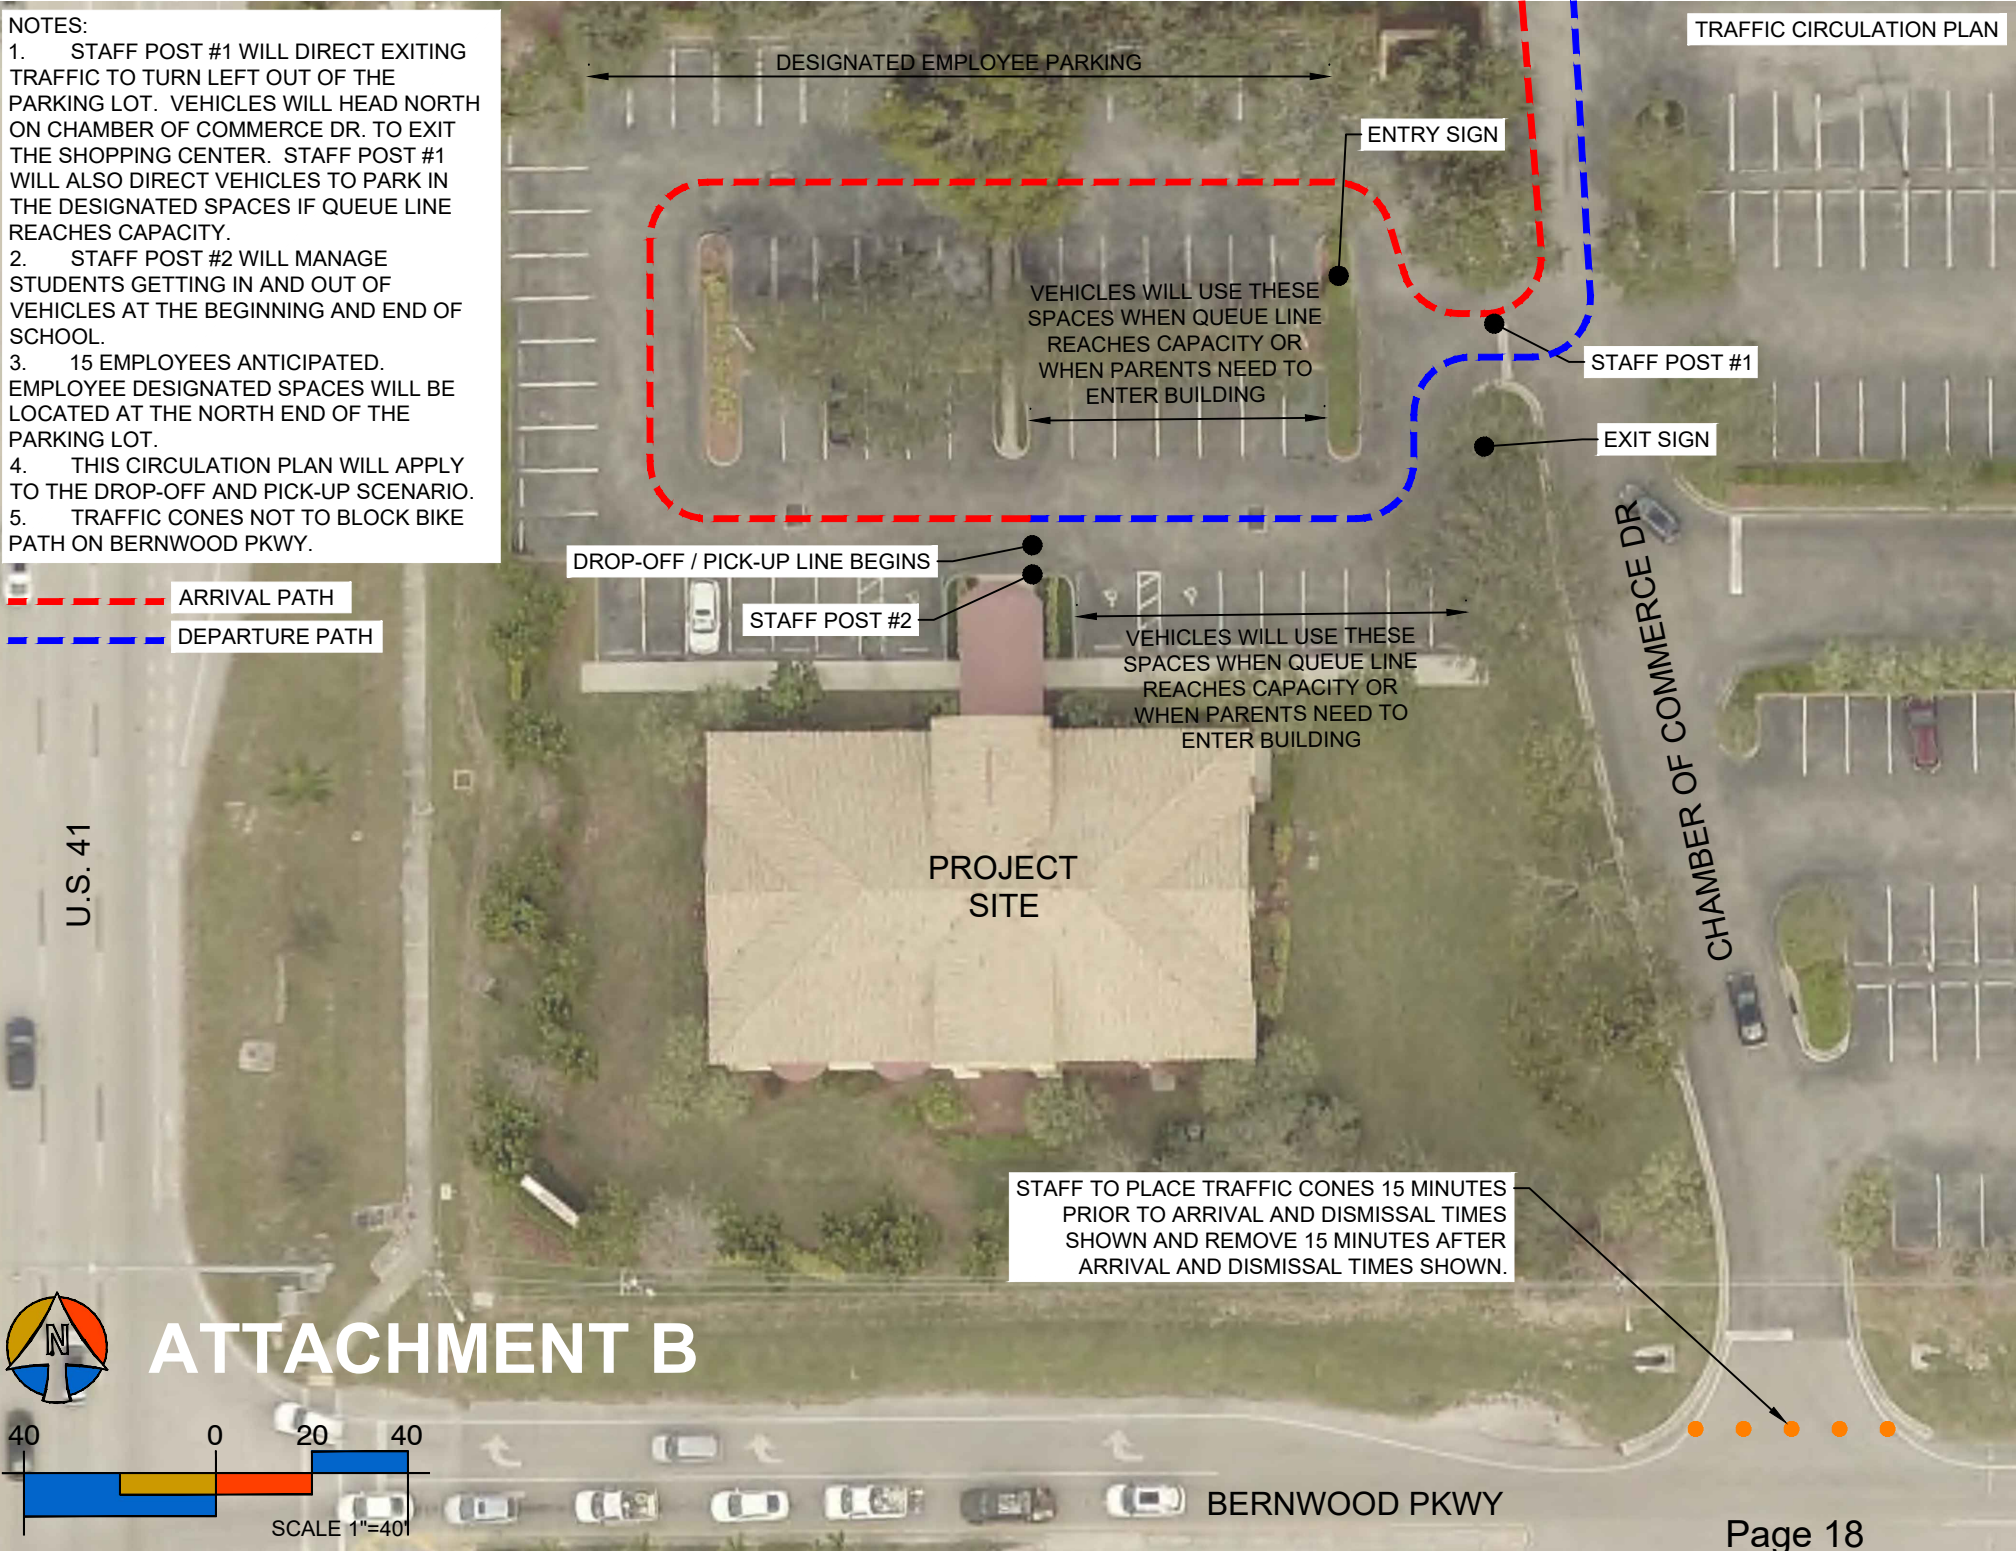 NOTES:
1. STAFF POST #1 WILL DIRECT EXITING
TRAFFIC TO TURN LEFT OUT OF THE
PARKING LOT. VEHICLES WILL HEAD NORTH
ON CHAMBER OF COMMERCE DR. TO EXIT
THE SHOPPING CENTER. STAFF POST #1
WILL ALSO DIRECT VEHICLES TO PARK IN
THE DESIGNATED SPACES IF QUEUE LINE
REACHES CAPACITY.
2. STAFF POST #2 WILL MANAGE
STUDENTS GETTING IN AND OUT OF
VEHICLES AT THE BEGINNING AND END OF
SCHOOL.
3. 15 EMPLOYEES ANTICIPATED.
EMPLOYEE DESIGNATED SPACES WILL BE
LOCATED AT THE NORTH END OF THE
PARKING LOT.
4. THIS CIRCULATION PLAN WILL APPLY
TO THE DROP-OFF AND PICK-UP SCENARIO.
5. TRAFFIC CONES NOT TO BLOCK BIKE
PATH ON BERNWOOD PKWY.
ARRIVAL PATH
DEPARTURE PATH
TRAFFIC CIRCULATION PLAN
DESIGNATED EMPLOYEE PARKING
ENTRY SIGN
VEHICLES WILL USE THESE
SPACES WHEN QUEUE LINE
REACHES CAPACITY OR
WHEN PARENTS NEED TO
ENTER BUILDING
STAFF POST #1
EXIT SIGN
DROP-OFF / PICK-UP LINE BEGINS
STAFF POST #2
VEHICLES WILL USE THESE
SPACES WHEN QUEUE LINE
REACHES CAPACITY OR
WHEN PARENTS NEED TO
ENTER BUILDING
CHAMBER OF COMMERCE DR
U.S. 41
PROJECT
SITE
STAFF TO PLACE TRAFFIC CONES 15 MINUTES
PRIOR TO ARRIVAL AND DISMISSAL TIMES
SHOWN AND REMOVE 15 MINUTES AFTER
ARRIVAL AND DISMISSAL TIMES SHOWN.
N
ATTACHMENT B
40 0 20 40
SCALE 1"=40'
BERNWOOD PKWY
Page 18